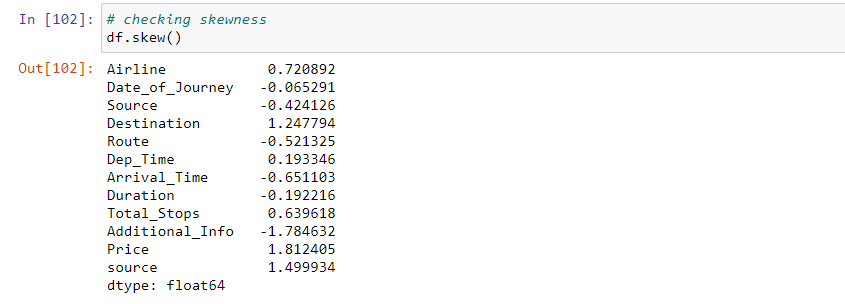 In [102]: # checking skewness
df.skew()
Out[102]: Airline 0.720892
Date_of_Journey -0.065291
Source -0.424126
Destination 1.247794
Route -0.521325
Dep_Time 0.193346
Arrival_Time -0.651103
Duration -0.192216
Total_Stops 0.639618
Additional_Info -1.784632
Price 1.812405
source 1.499934
dtype: float64